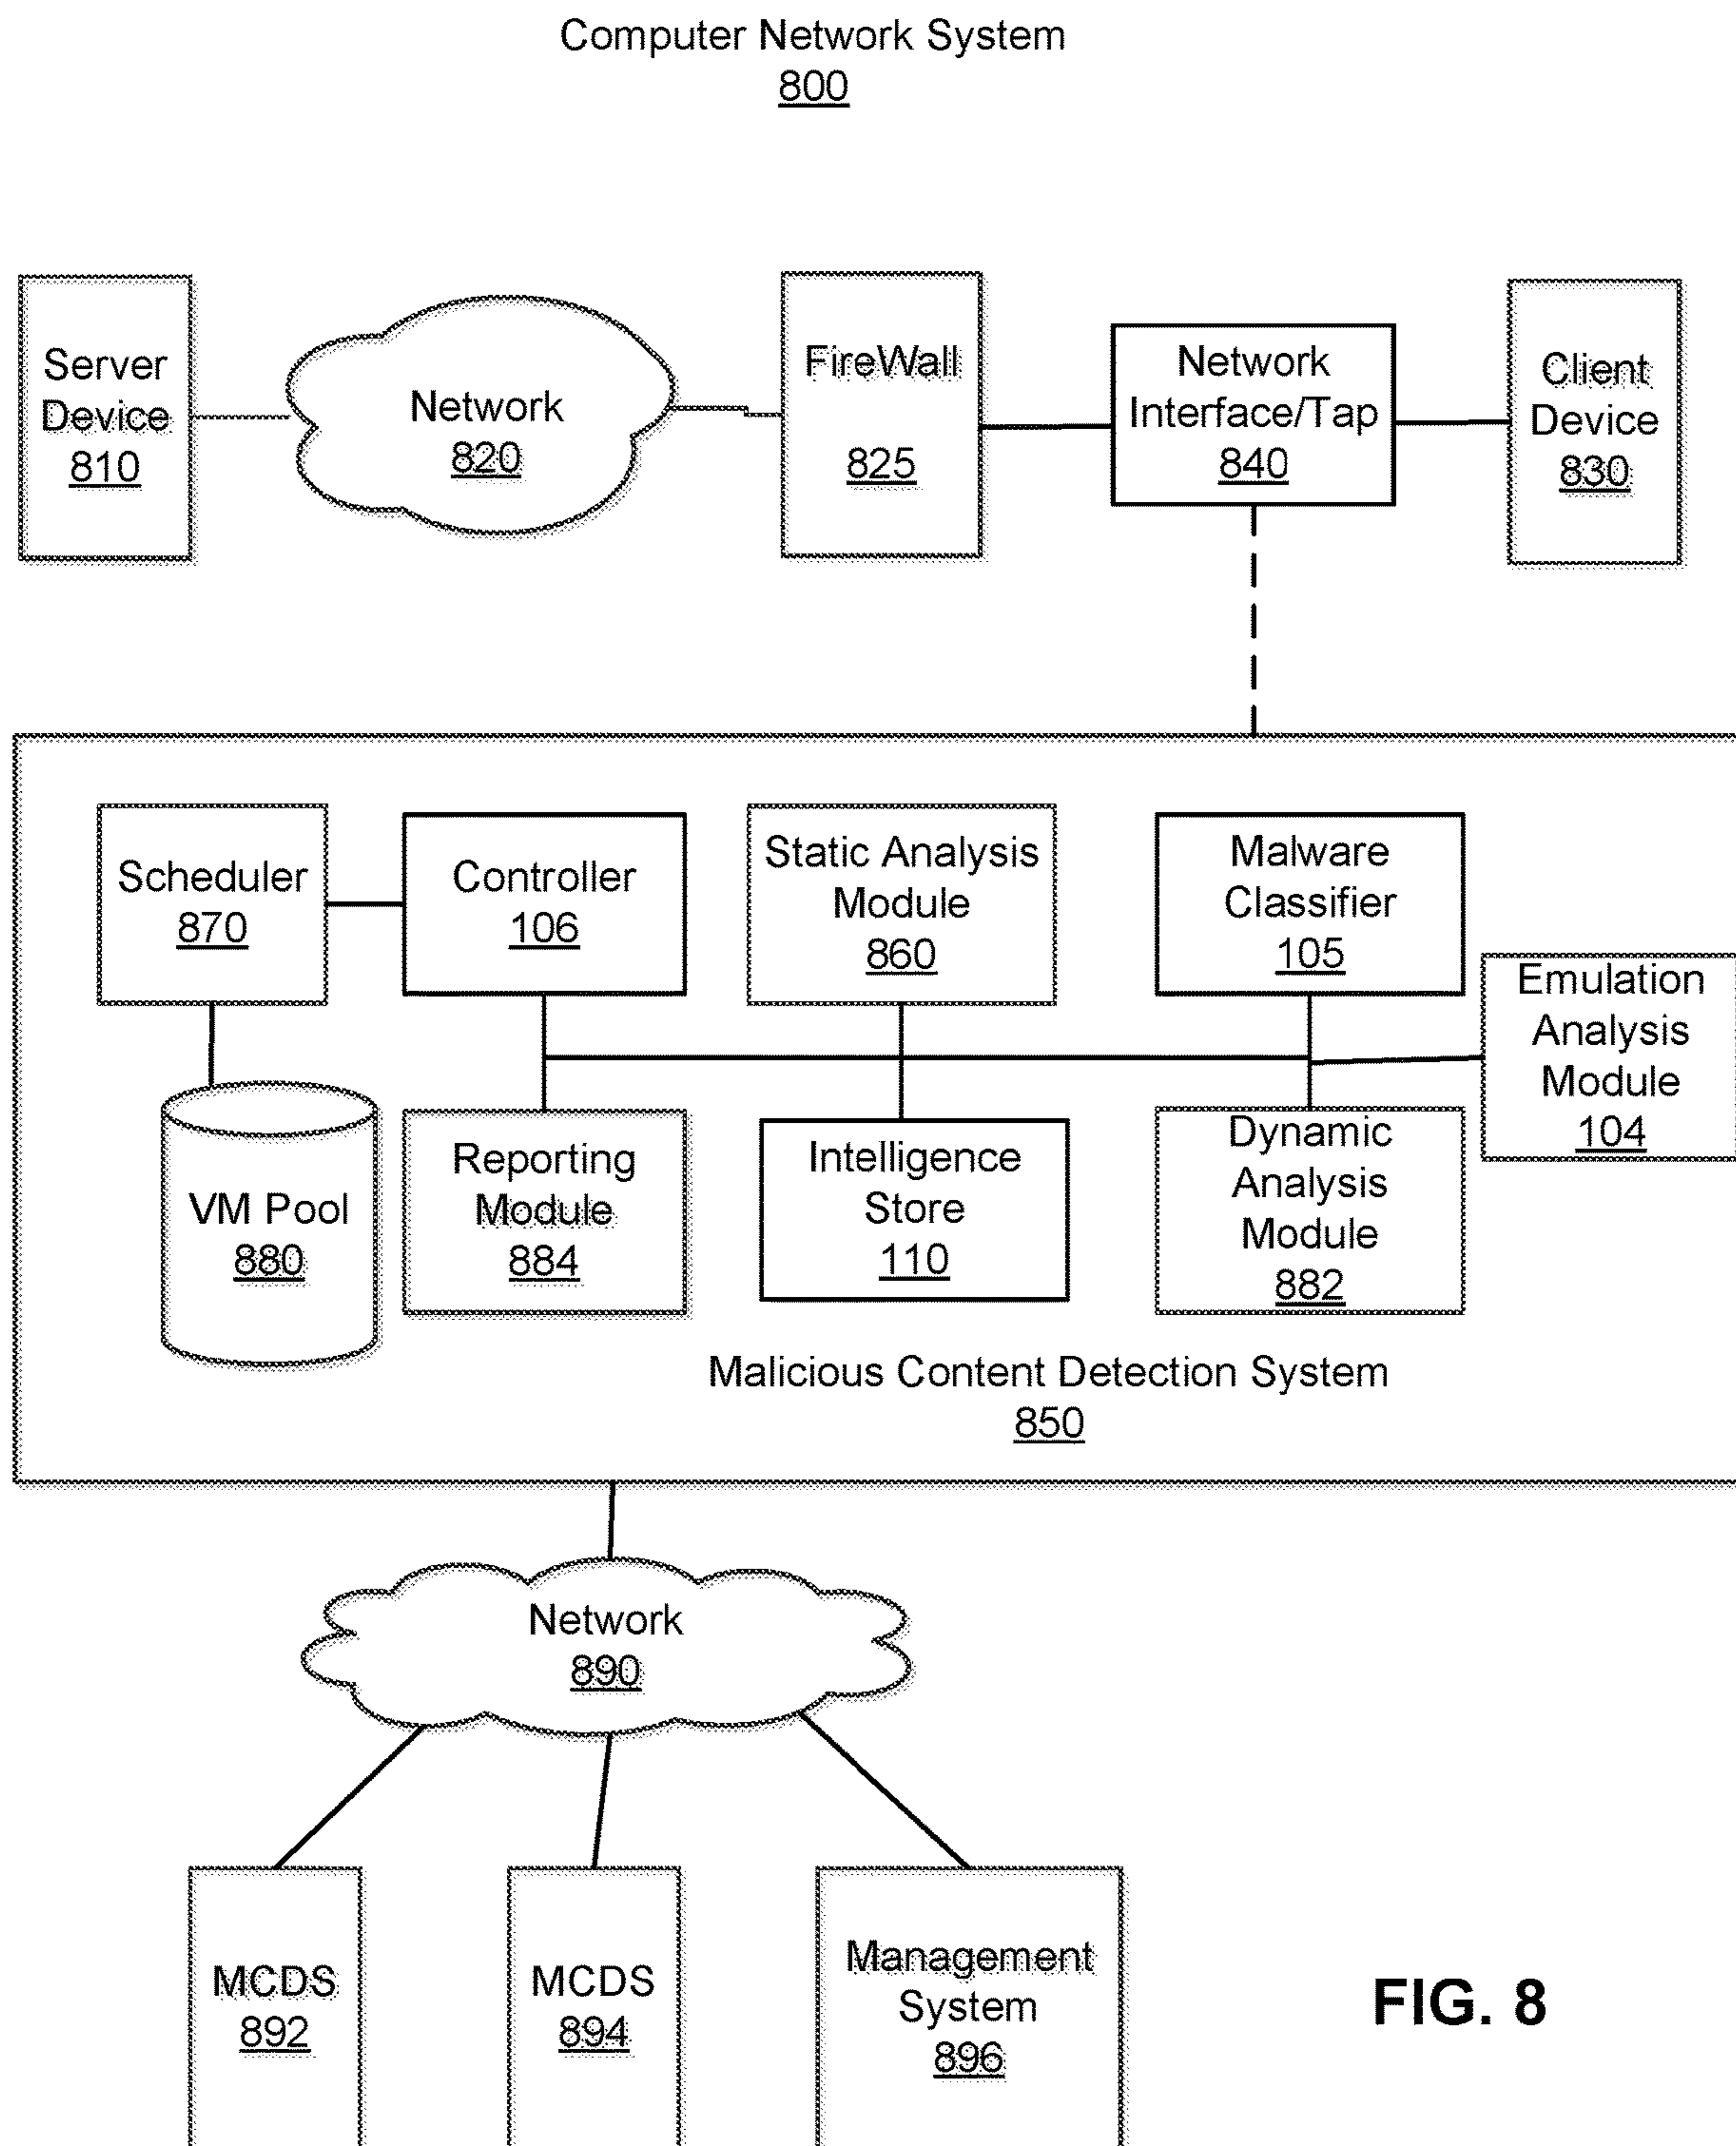 Computer Network System
800
Server
Device
810
Network
820
FireWall
825
Network
Interface/Tap
840
Client
Device
830
Scheduler
870
Controller
106
Static Analysis
Module
860
Malware
Classifier
105
Emulation
Analysis
Module
104
VM Pool
880
Reporting
Module
884
Intelligence
Store
110
Dynamic
Analysis
Module
882
Malicious Content Detection System
850
Network
890
MCDS
892
MCDS
894
Management
System
896
FIG. 8